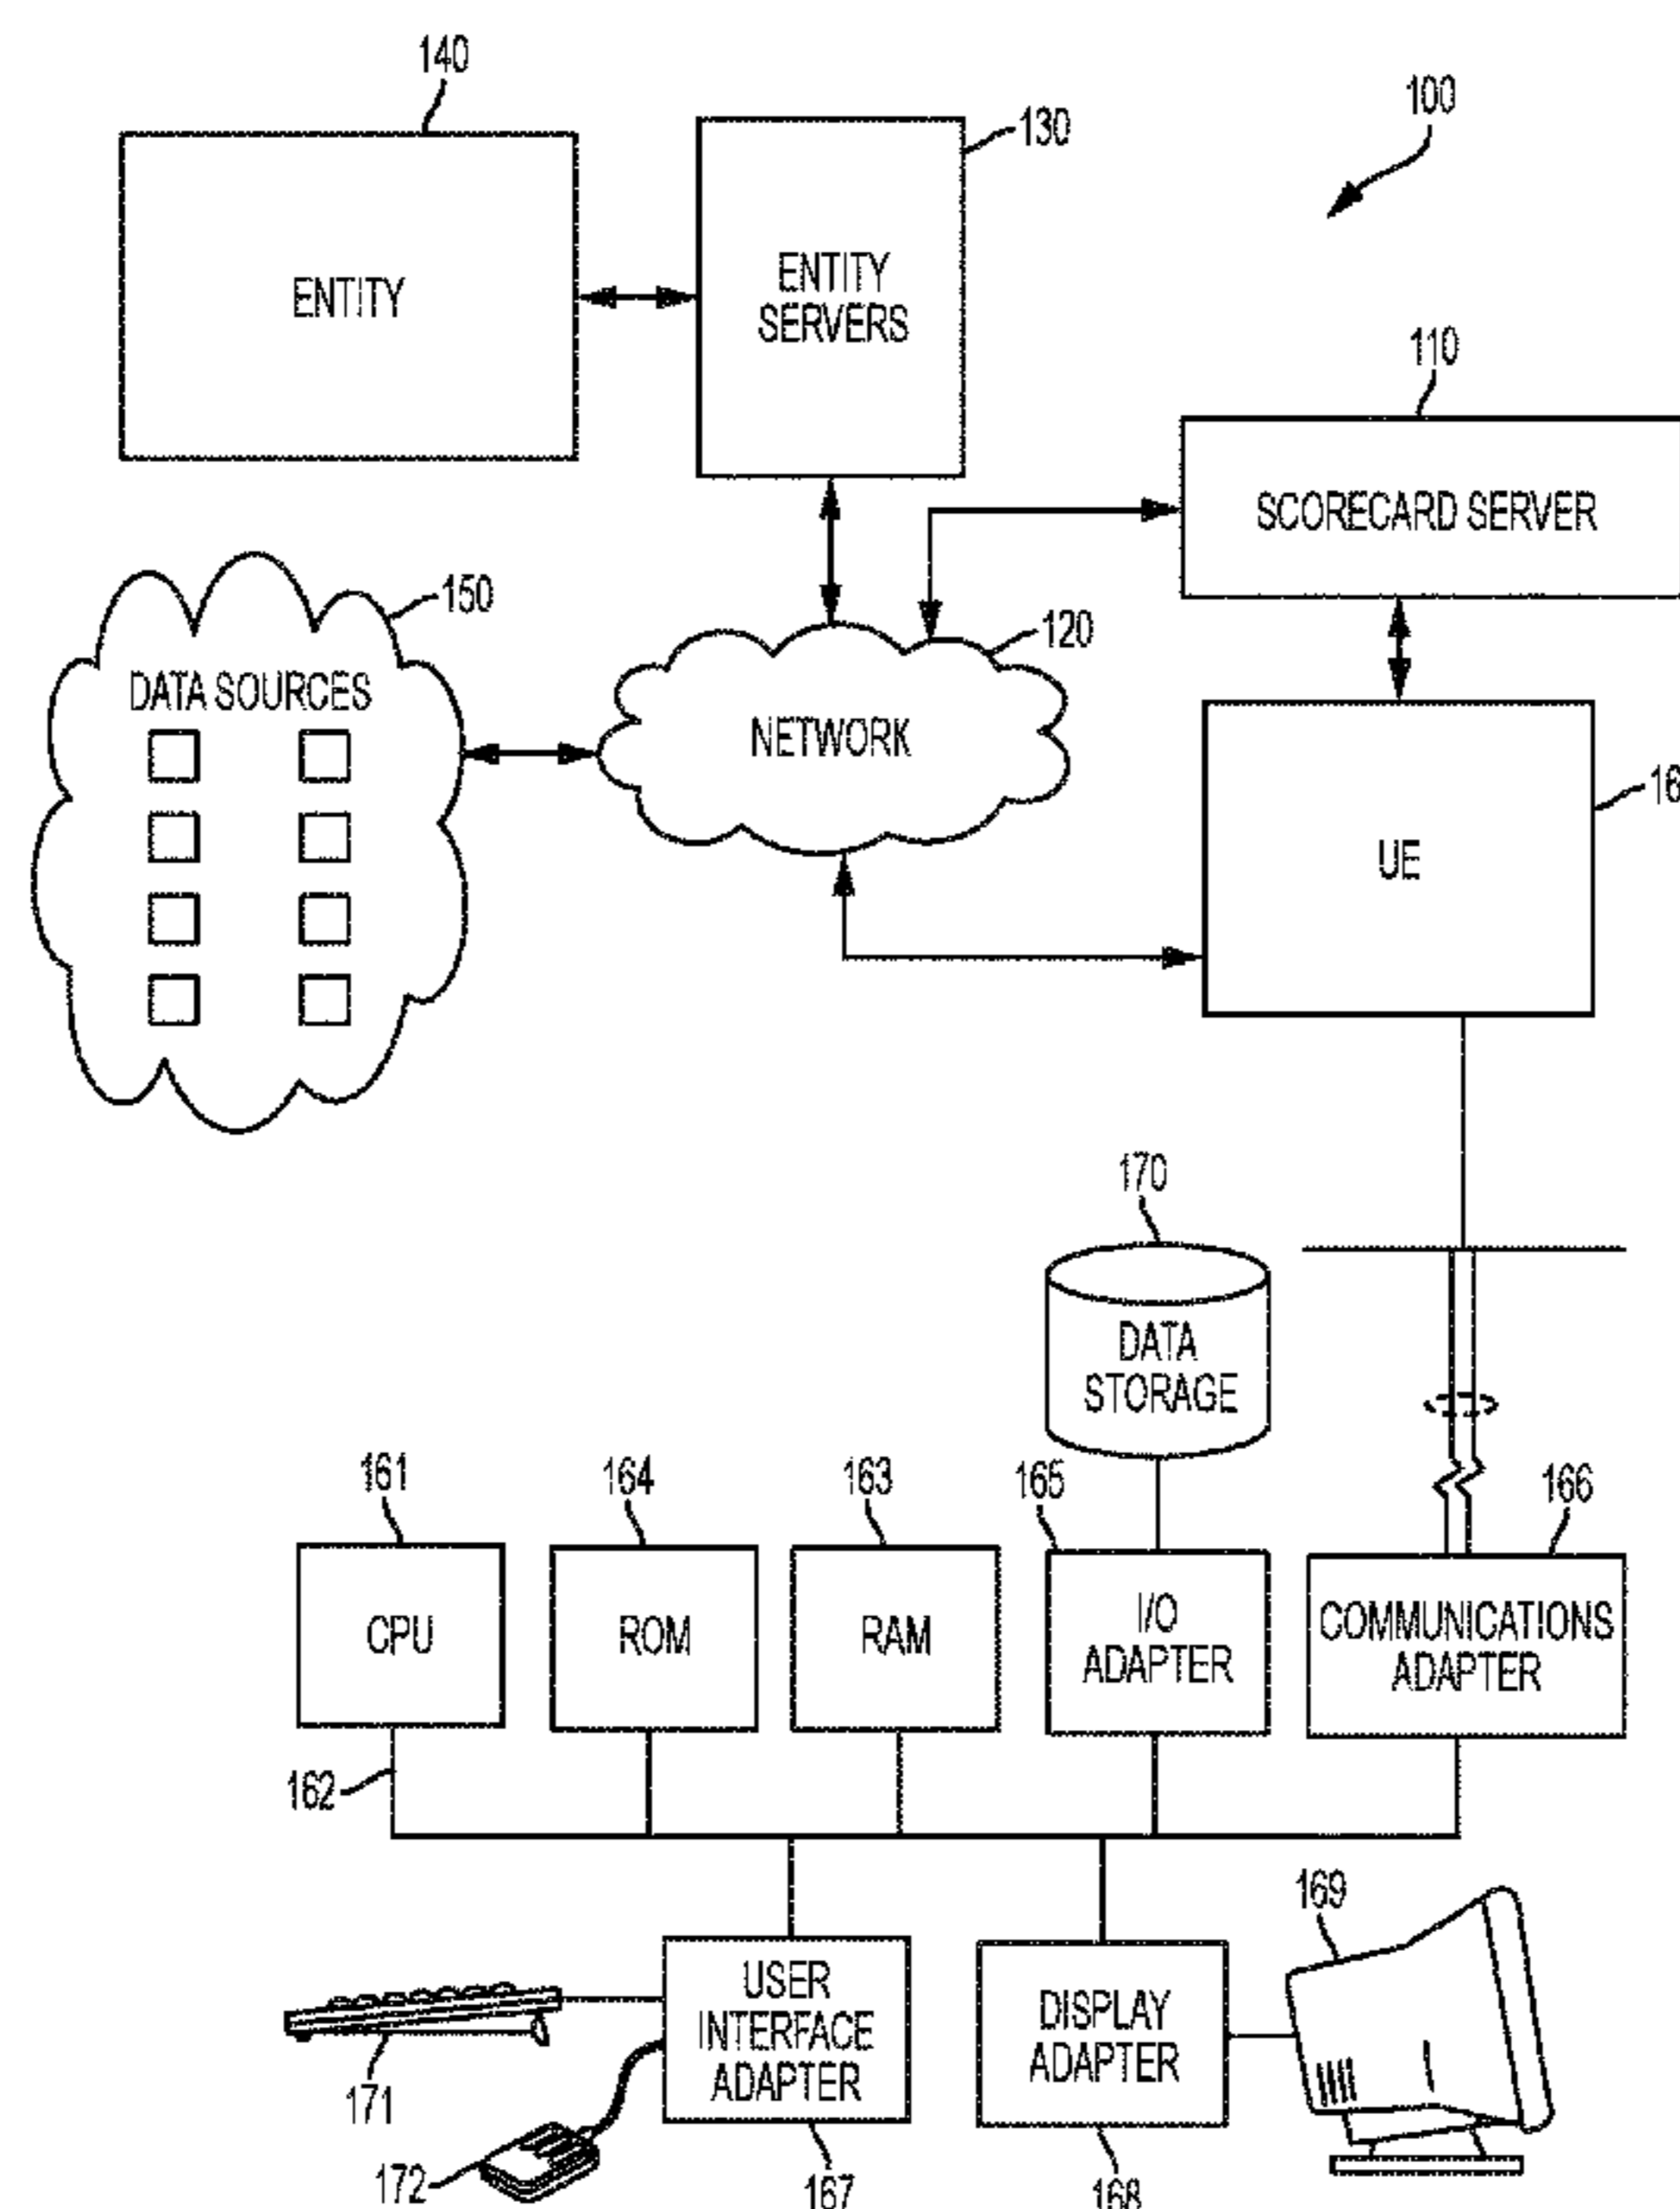 140
100
130
ENTITY
ENTITY
SERVERS
110
SCORECARD SERVER
150
120
DATA SOURCES
NETWORK
16
UE
170
DATA
STORAGE
161
164
163
165
166
CPU
ROM
RAM
I/O
ADAPTER
COMMUNICATIONS
ADAPTER
162
169
USER
INTERFACE
ADAPTER
DISPLAY
ADAPTER
171
172
167
168